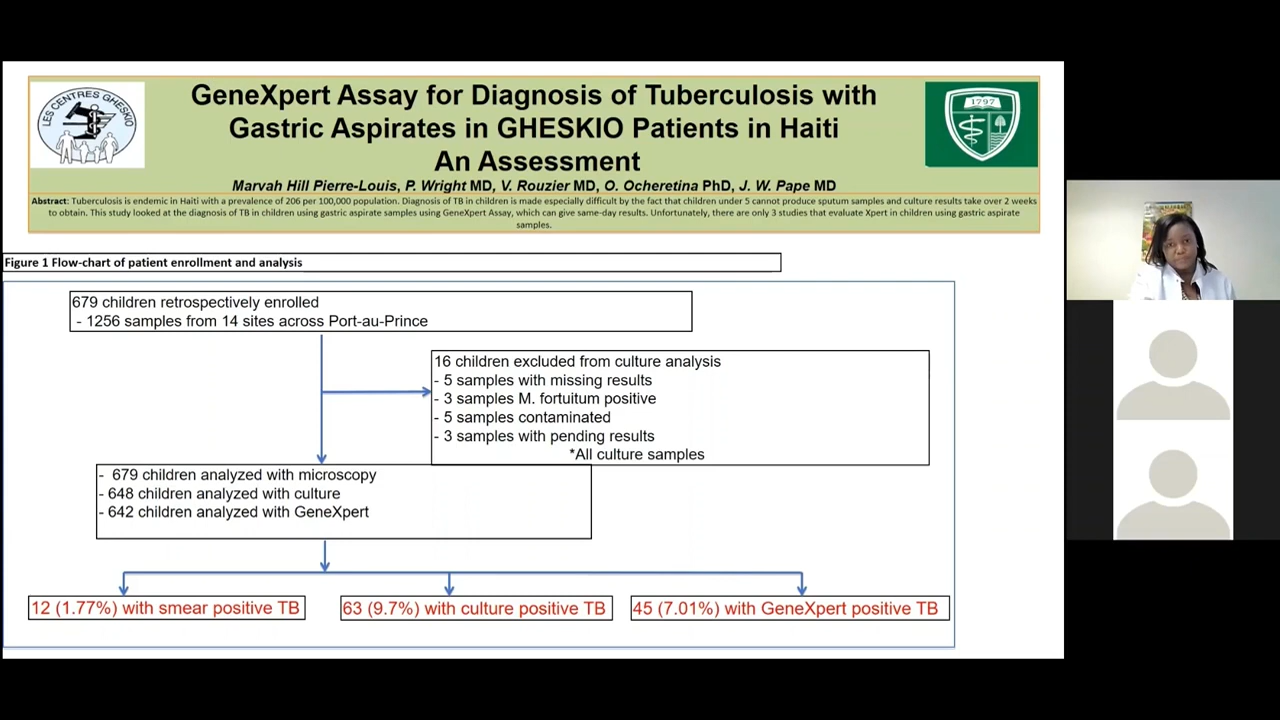 LES CENTRES GHESKIO
GeneXpert Assay for Diagnosis of Tuberculosis with
Gastric Aspirates in GHESKIO Patients in Haiti
An Assessment
Marvah Hill Pierre-Louis, P. Wright MD, V. Rouzier MD, O. Ocheretina PhD, J. W. Pape MD
1797
Abstract: Tuberculosis is endemic in Haiti with a prevalence of 206 per 100,000 population. Diagnosis of TB in children is made especially difficult by the fact that children under 5 cannot produce sputum samples and culture results take over 2 weeks
to obtain. This study looked at the diagnosis of TB in children using gastric aspirate samples using GeneXpert Assay, which can give same-day results. Unfortunately, there are only 3 studies that evaluate Xpert in children using gastric aspirate
samples.
Figure 1 Flow-chart of patient enrollment and analysis
679 children retrospectively enrolled
- 1256 samples from 14 sites across Port-au-Prince
16 children excluded from culture analysis
- 5 samples with missing results
- 3 samples M. fortuitum positive
- 5 samples contaminated
- 3 samples with pending results
*All culture samples
- 679 children analyzed with microscopy
- 648 children analyzed with culture
- 642 children analyzed with GeneXpert
12 (1.77%) with smear positive TB
63 (9.7%) with culture positive TB
45 (7.01%) with GeneXpert positive TB